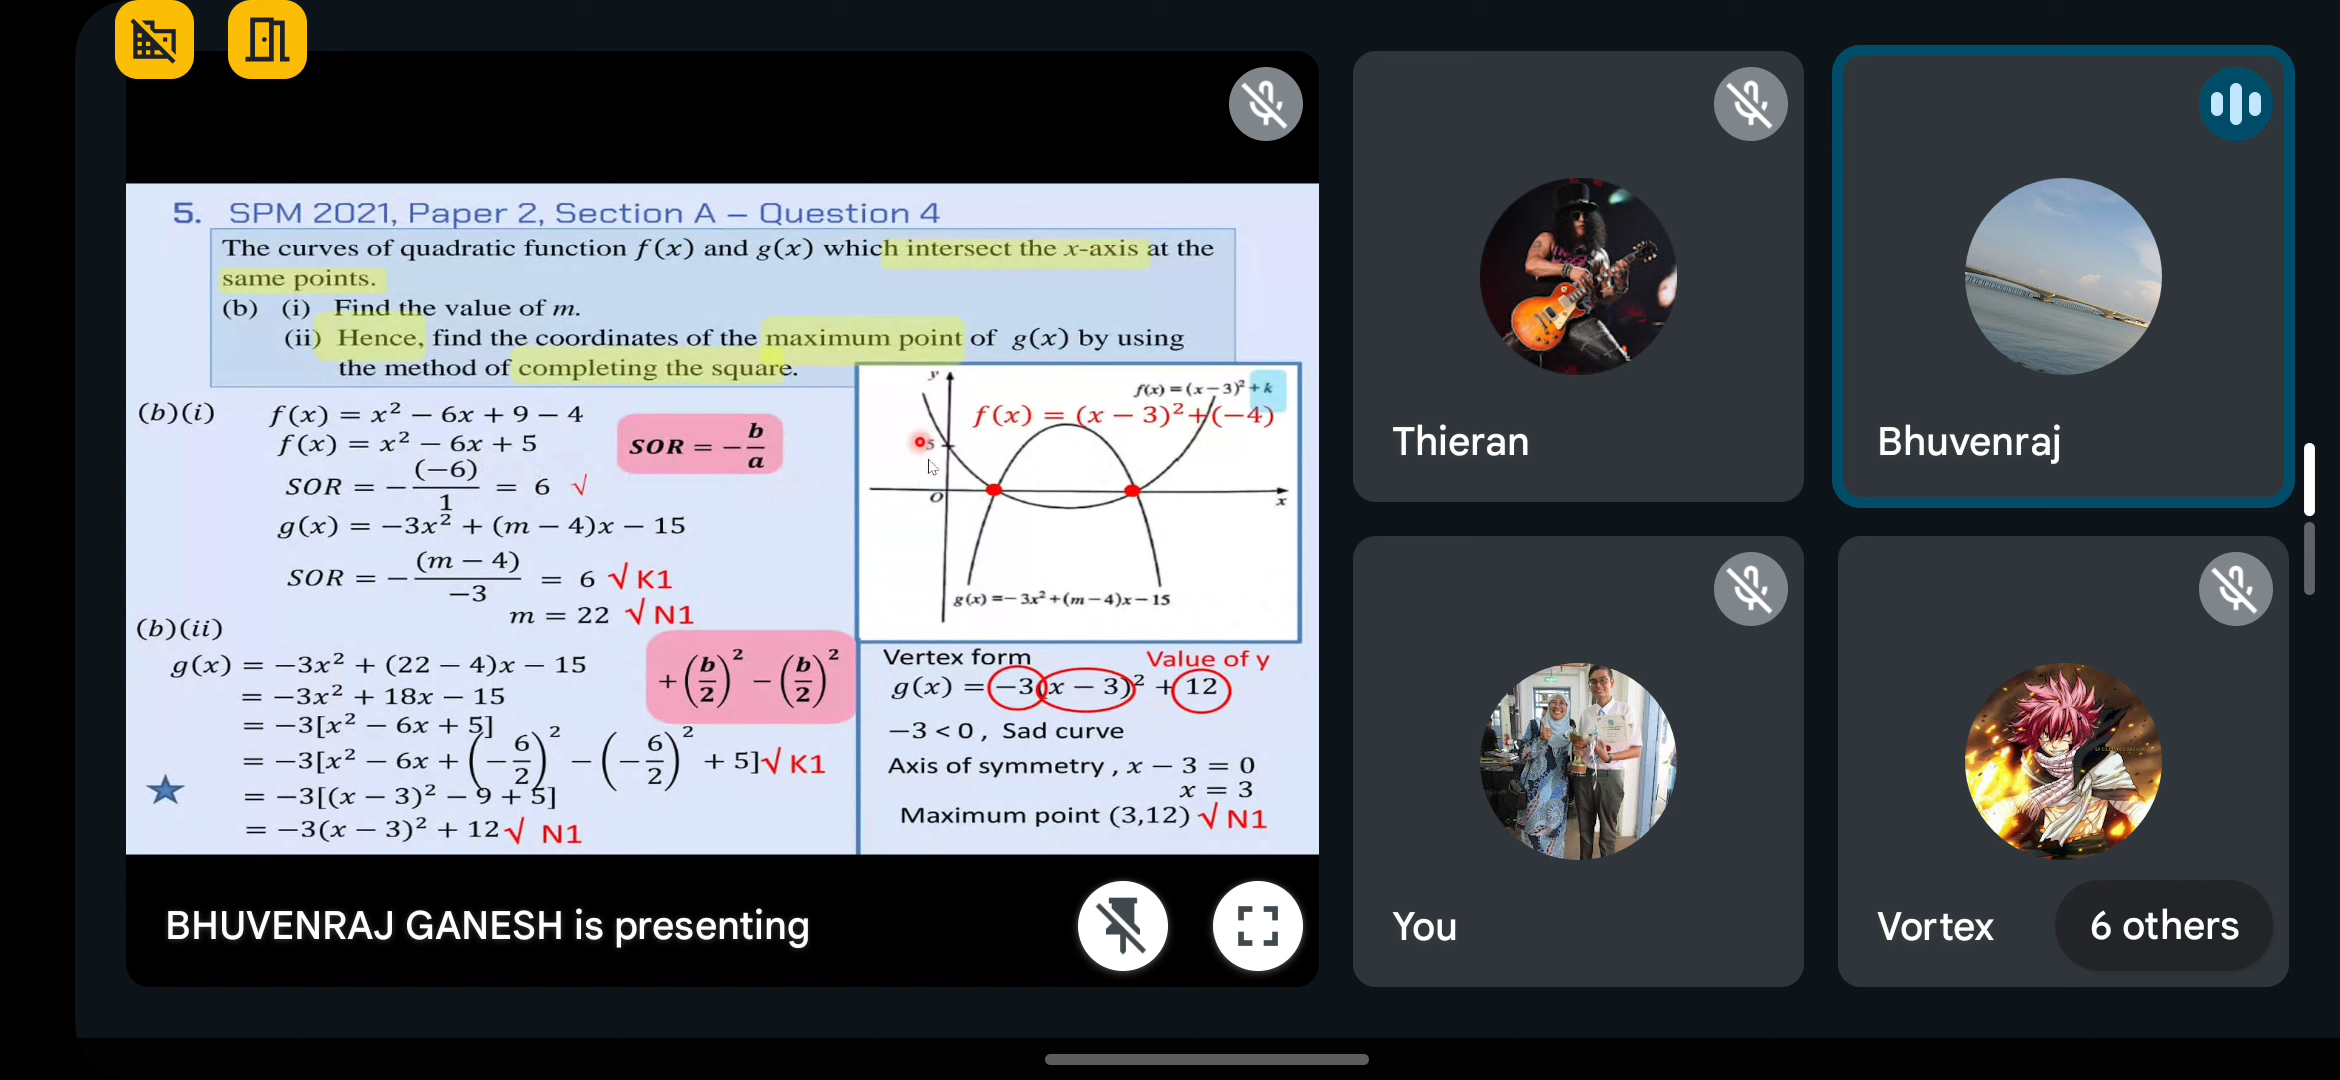 5. SPM 2021, Paper 2, Section A – Question 4
The curves of quadratic function f(x) and g(x) which intersect the x-axis at the
same points.
(b) (i) Find the value of m.
(ii) Hence, find the coordinates of the maximum point of g(x) by using
the method of completing the square.
(b)(i) f(x) = x² − 6x + 9 − 4
f(x) = x² − 6x + 5
SOR = −(−6)/1 = 6 √
g(x) = −3x² + (m − 4)x − 15
SOR = −(m − 4)/−3 = 6 √ K1
m = 22 √ N1
SOR = −b/a
(b)(ii)
g(x) = −3x² + (22 − 4)x − 15
= −3x² + 18x − 15
= −3[x² − 6x + 5]
= −3[x² − 6x + (−6/2)² − (−6/2)² + 5]√ K1
= −3[(x − 3)² − 9 + 5]
= −3(x − 3)² + 12√ N1
+(b/2)² − (b/2)²
y
f(x) = (x − 3)² + k
f(x) = (x − 3)² + (−4)
5
O
x
g(x) = − 3x² + (m − 4)x − 15
Vertex form
Value of y
g(x) = −3(x − 3)² + 12
−3 < 0 , Sad curve
Axis of symmetry , x − 3 = 0
x = 3
Maximum point (3,12) √ N1
BHUVENRAJ GANESH is presenting
Thieran
Bhuvenraj
You
Vortex
6 others